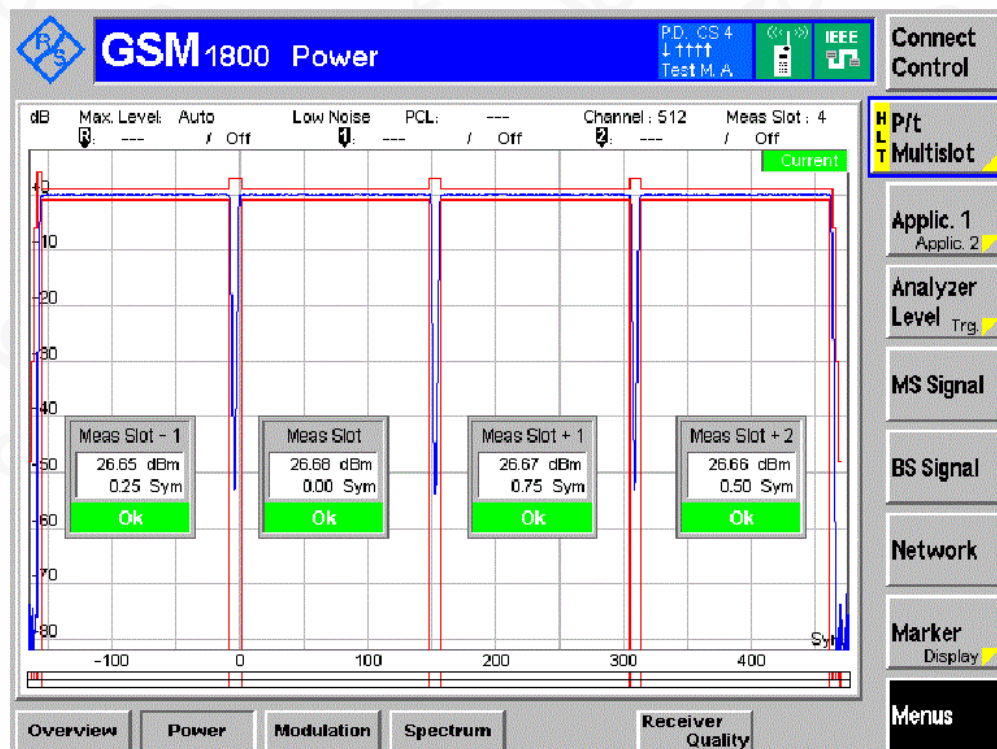 R S
GSM 1800 Power
P.D. CS 4
↓ ↑↑↑↑
Test M. A.
IEEE
Connect
Control
dB Max. Level: Auto Low Noise PCL: --- Channel : 512 Meas Slot : 4
R: --- / Off 1: --- / Off 2: --- / Off
Current
HLT
P/t
Multislot
+0
-10
-20
-30
-40
-50
-60
-70
-80
Meas Slot - 1
26.65 dBm
0.25 Sym
Ok
Meas Slot
26.68 dBm
0.00 Sym
Ok
Meas Slot + 1
26.67 dBm
0.75 Sym
Ok
Meas Slot + 2
26.66 dBm
0.50 Sym
Ok
Sym
-100 0 100 200 300 400
Applic. 1
Applic. 2
Analyzer
Level Trg.
MS Signal
BS Signal
Network
Marker
Display
Menus
Overview Power Modulation Spectrum Receiver
Quality